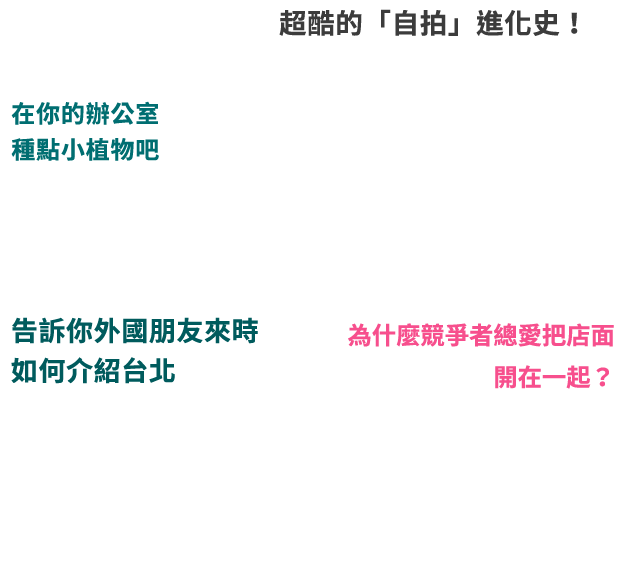 超酷的「自拍」進化史！
在你的辦公室
種點小植物吧
告訴你外國朋友來時
如何介紹台北
為什麼競爭者總愛把店面
開在一起？